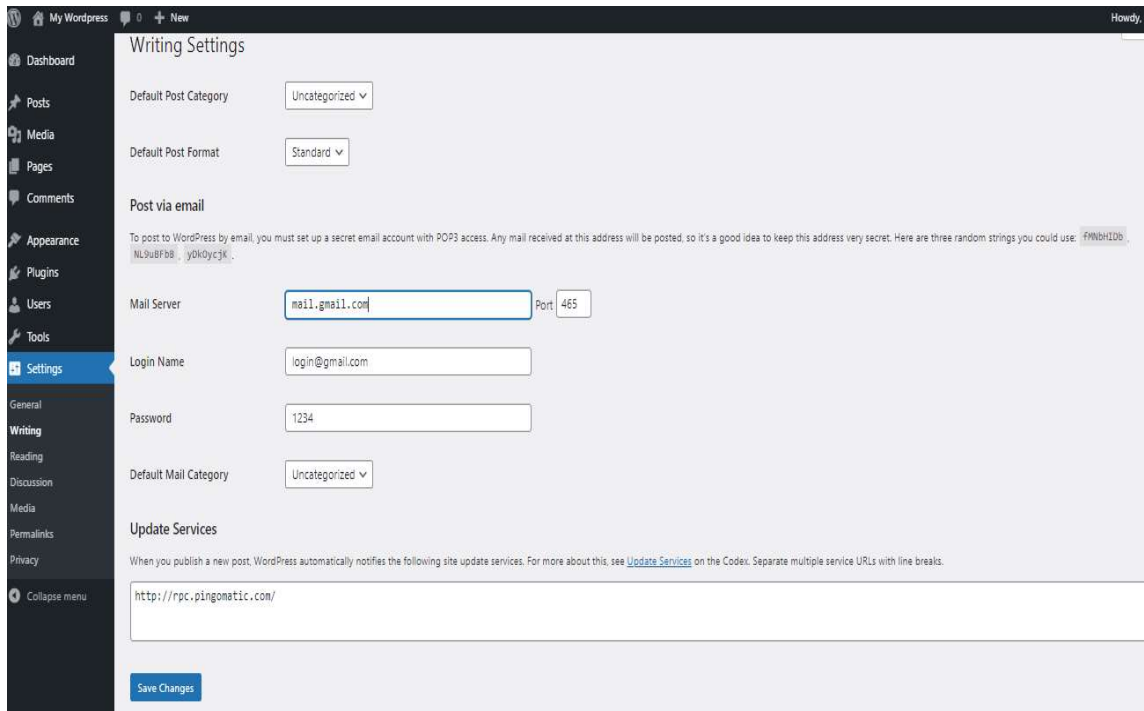 My Wordpress 0 + New Howdy,
Dashboard
Posts
Media
Pages
Comments
Appearance
Plugins
Users
Tools
Settings
General
Writing
Reading
Discussion
Media
Permalinks
Privacy
Collapse menu
Writing Settings
Default Post Category Uncategorized
Default Post Format Standard
Post via email
To post to WordPress by email, you must set up a secret email account with POP3 access. Any mail received at this address will be posted, so it's a good idea to keep this address very secret. Here are three random strings you could use: fMNbHIDb ,
NL9uBFbB , yDkOycjK .
Mail Server mail.gmail.com Port 465
Login Name login@gmail.com
Password 1234
Default Mail Category Uncategorized
Update Services
When you publish a new post, WordPress automatically notifies the following site update services. For more about this, see Update Services on the Codex. Separate multiple service URLs with line breaks.
http://rpc.pingomatic.com/
Save Changes